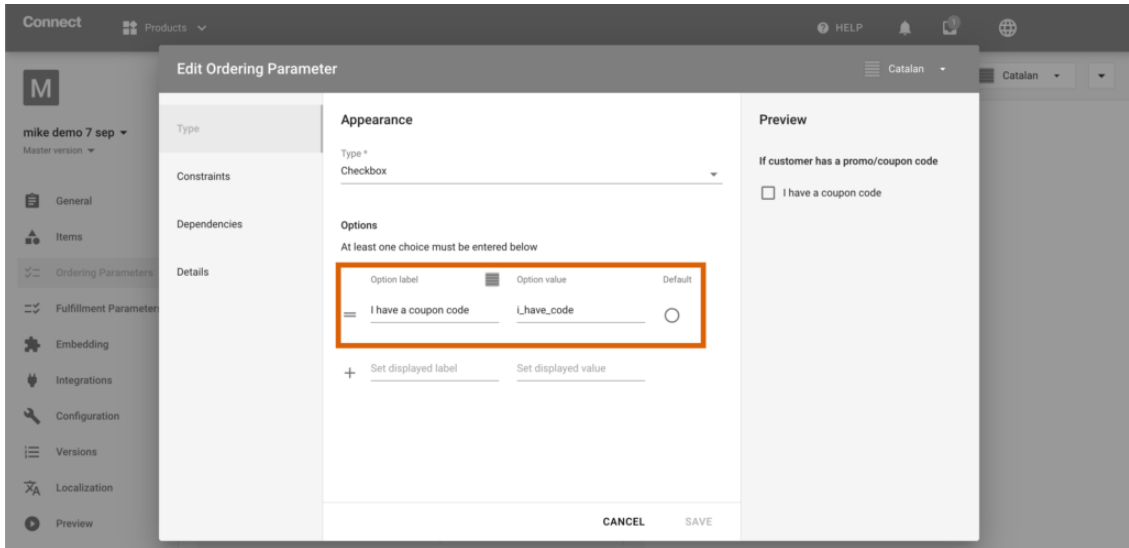 Connect
Products
HELP
1
Edit Ordering Parameter
Catalan
Catalan
M
mike demo 7 sep
Master version
General
Items
Ordering Parameters
Fulfillment Parameter
Embedding
Integrations
Configuration
Versions
Localization
Preview
Type
Constraints
Dependencies
Details
Appearance
Type *
Checkbox
Options
At least one choice must be entered below
Option label Option value Default
I have a coupon code i_have_code
Set displayed label Set displayed value
CANCEL SAVE
Preview
If customer has a promo/coupon code
I have a coupon code